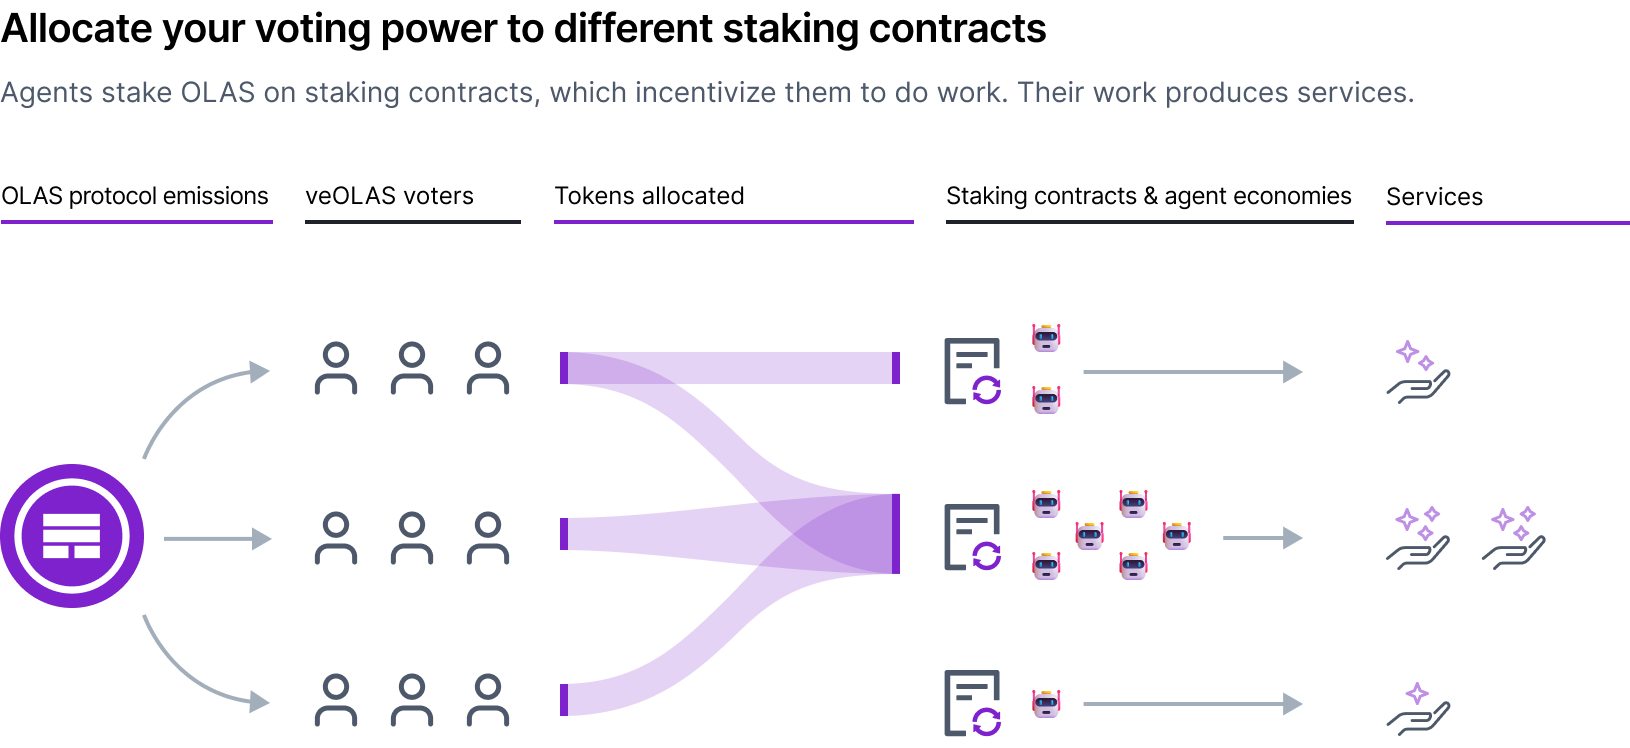 Allocate your voting power to different staking contracts
Agents stake OLAS on staking contracts, which incentivize them to do work. Their work produces services.
OLAS protocol emissions
veOLAS voters
Tokens allocated
Staking contracts & agent economies
Services